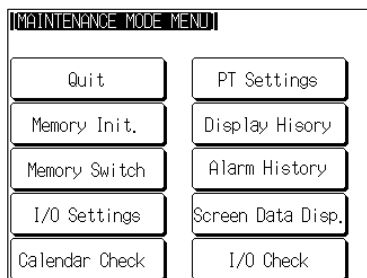 [MAINTENANCE MODE MENU]
Quit
PT Settings
Memory Init.
Display Hisory
Memory Switch
Alarm History
I/O Settings
Screen Data Disp.
Calendar Check
I/O Check